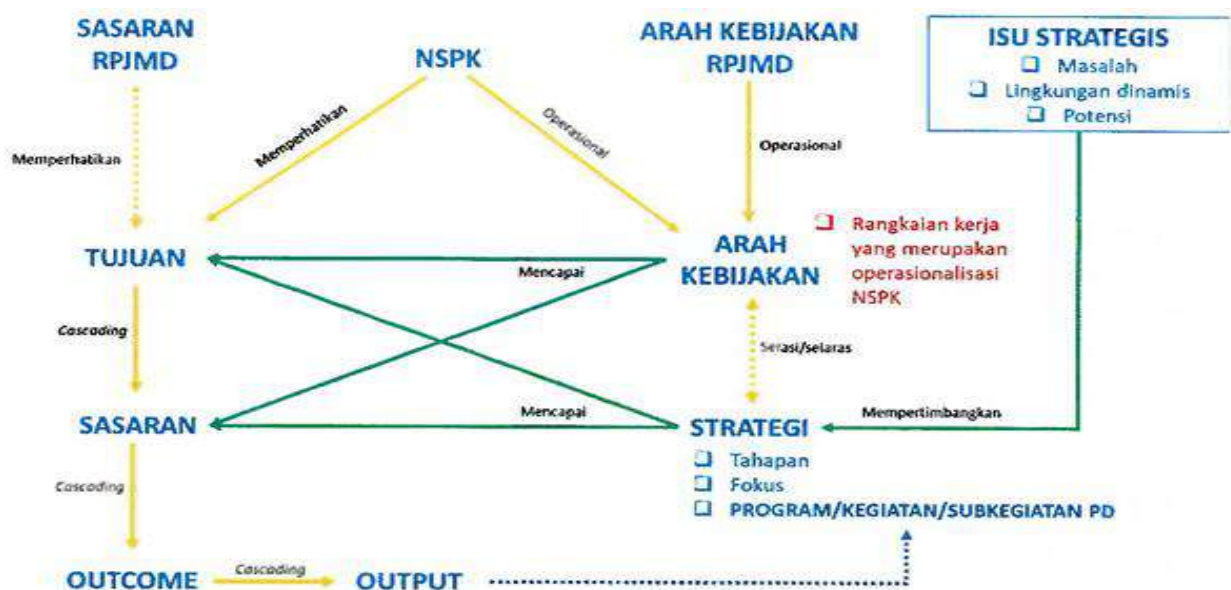 SASARAN
RPJMD
NSPK
ARAH KEBIJAKAN
RPJMD
ISU STRATEGIS
❑ Masalah
❑ Lingkungan dinamis
❑ Potensi
Memperhatikan
Memperhatikan
Operasional
Operasional
TUJUAN
Mencapai
ARAH
KEBIJAKAN
❑ Rangkaian kerja
yang merupakan
operasionalisasi
NSPK
Cascading
Serasi/selaras
SASARAN
Mencapai
STRATEGI
Mempertimbangkan
❑ Tahapan
❑ Fokus
❑ PROGRAM/KEGIATAN/SUBKEGIATAN PD
Cascading
OUTCOME
Cascading
OUTPUT